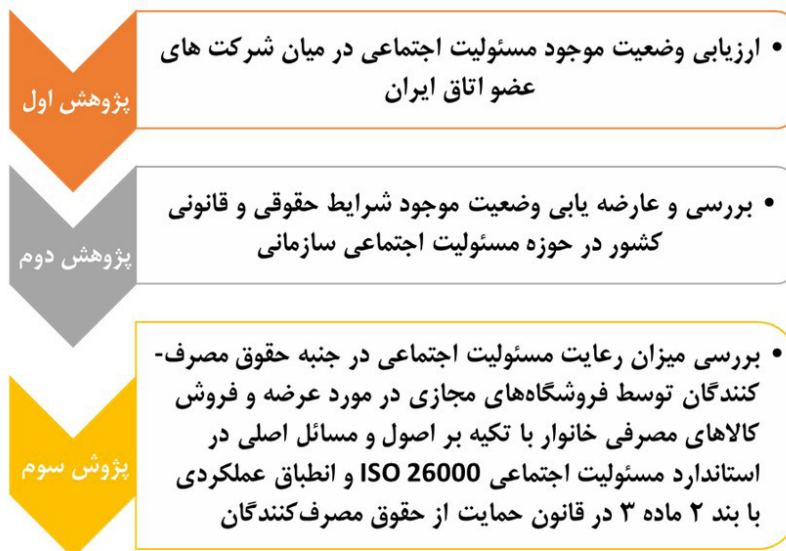 پژوهش اول
• ارزیابی وضعیت موجود مسئولیت اجتماعی در میان شرکت های
عضو اتاق ایران
پژوهش دوم
• بررسی و عارضه یابی وضعیت موجود شرایط حقوقی و قانونی
کشور در حوزه مسئولیت اجتماعی سازمانی
پژوش سوم
• بررسی میزان رعایت مسئولیت اجتماعی در جنبه حقوق مصرف-
کنندگان توسط فروشگاه‌های مجازی در مورد عرضه و فروش
کالاهای مصرفی خانوار با تکیه بر اصول و مسائل اصلی در
استاندارد مسئولیت اجتماعی ISO 26000 و انطباق عملکردی
با بند ۲ ماده ۳ در قانون حمایت از حقوق مصرف‌کنندگان